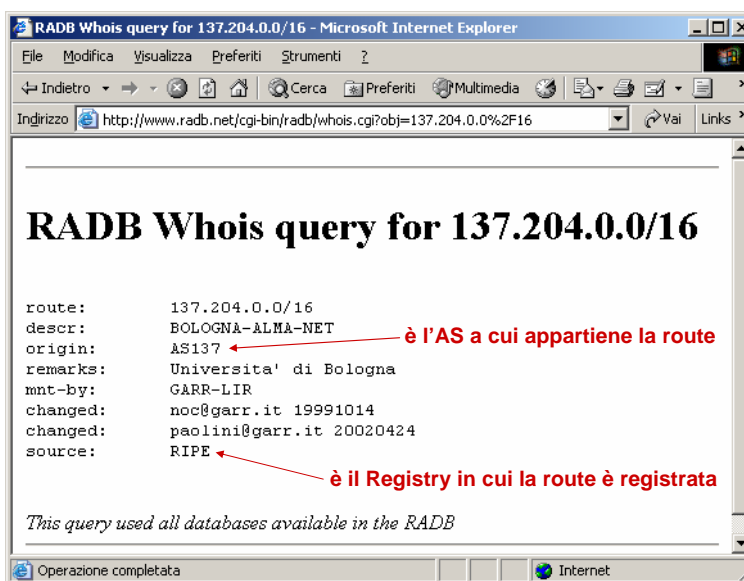 RADB Whois query for 137.204.0.0/16 - Microsoft Internet Explorer
File Modifica Visualizza Preferiti Strumenti ?
Indietro Cerca Preferiti Multimedia
Indirizzo http://www.radb.net/cgi-bin/radb/whois.cgi?obj=137.204.0.0%2F16 Vai Links
RADB Whois query for 137.204.0.0/16
route: 137.204.0.0/16
descr: BOLOGNA-ALMA-NET
è l'AS a cui appartiene la route
origin: AS137
remarks: Universita' di Bologna
mnt-by: GARR-LIR
changed: noc@garr.it 19991014
changed: paolini@garr.it 20020424
source: RIPE
è il Registry in cui la route è registrata
This query used all databases available in the RADB
Operazione completata Internet